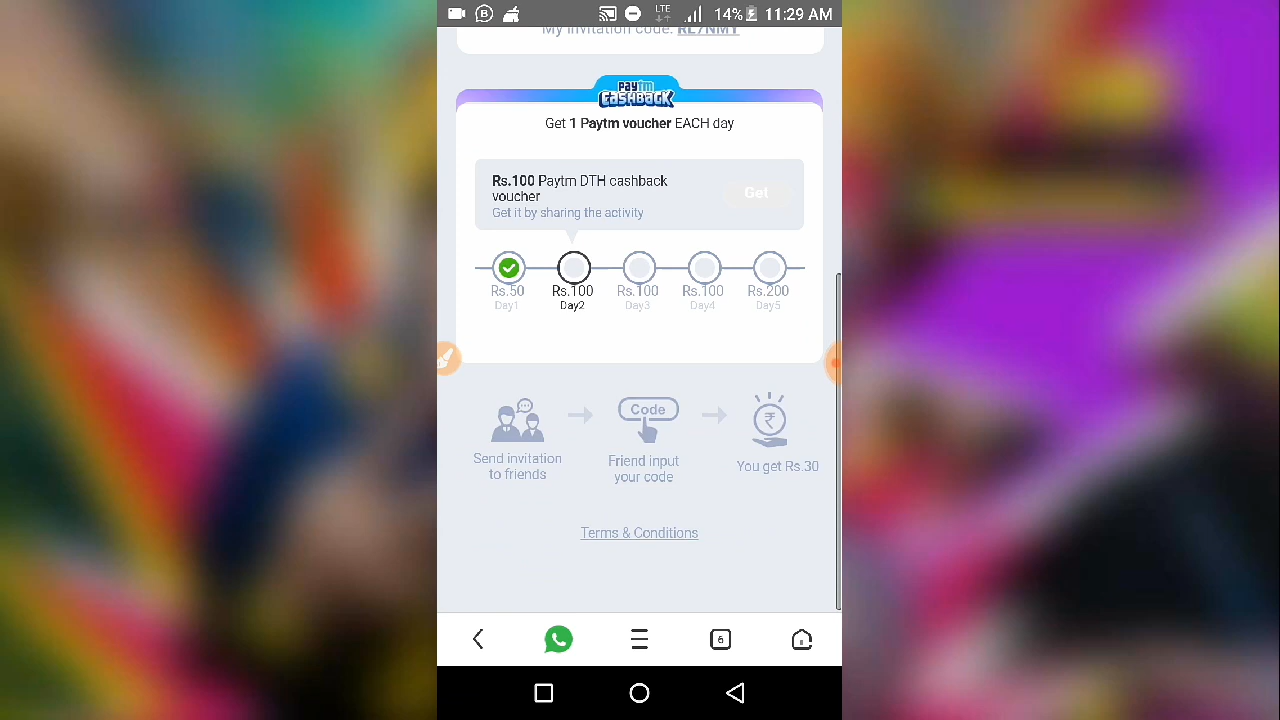 LTE 14% 11:29 AM
My invitation code: RL7NMY
Paytm
CASHBACK
Get 1 Paytm voucher EACH day
Rs.100 Paytm DTH cashback
voucher
Get
Get it by sharing the activity
Rs.50 Rs.100 Rs.100 Rs.100 Rs.200
Day1 Day2 Day3 Day4 Day5
Code
Send invitation
to friends
Friend input
your code
You get Rs.30
Terms & Conditions
6